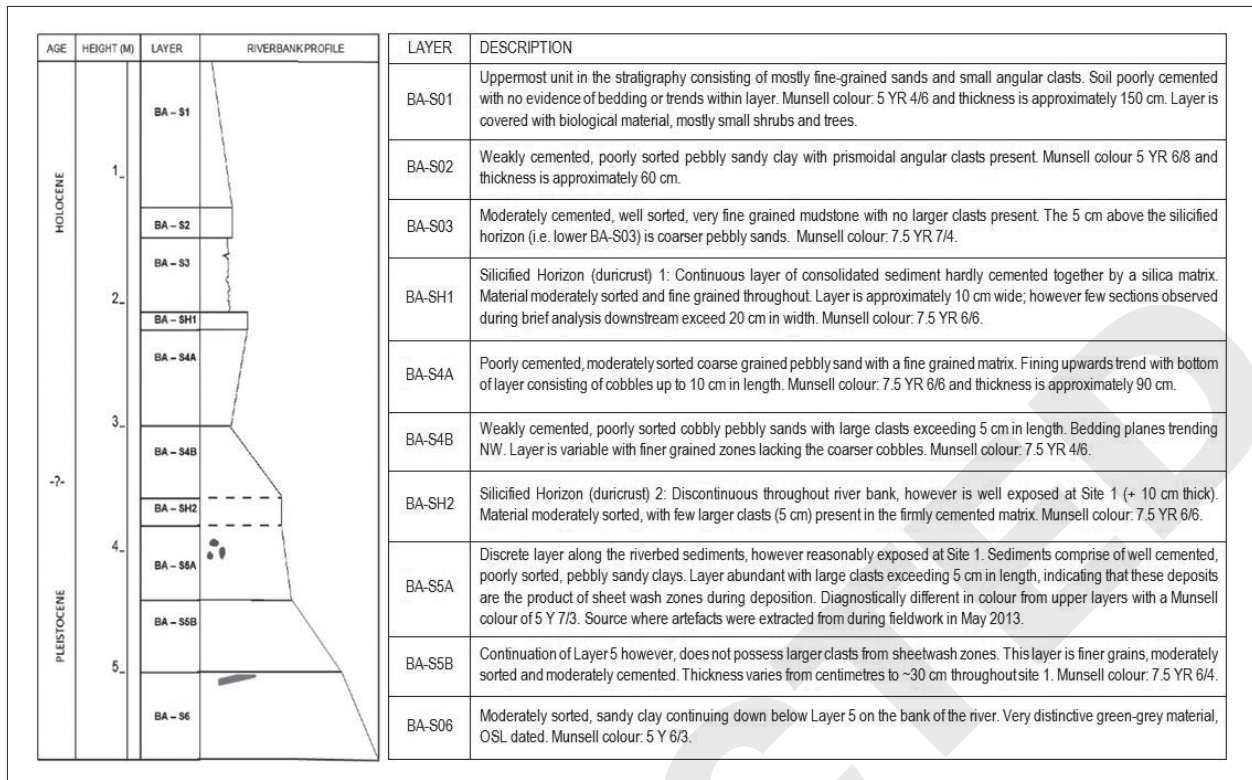 AGE HEIGHT (M) LAYER RIVERBANK PROFILE
HOLOCENE
-?-
PLEISTOCENE
1
2
3
4
5
BA – S1
BA – S2
BA – S3
BA – SH1
BA – S4A
BA – S4B
BA – SH2
BA – S5A
BA – S5B
BA – S6
LAYER DESCRIPTION
BA-S01
Uppermost unit in the stratigraphy consisting of mostly fine-grained sands and small angular clasts. Soil poorly cemented
with no evidence of bedding or trends within layer. Munsell colour: 5 YR 4/6 and thickness is approximately 150 cm. Layer is
covered with biological material, mostly small shrubs and trees.
BA-S02
Weakly cemented, poorly sorted pebbly sandy clay with prismoidal angular clasts present. Munsell colour 5 YR 6/8 and
thickness is approximately 60 cm.
BA-S03
Moderately cemented, well sorted, very fine grained mudstone with no larger clasts present. The 5 cm above the silicified
horizon (i.e. lower BA-S03) is coarser pebbly sands. Munsell colour: 7.5 YR 7/4.
BA-SH1
Silicified Horizon (duricrust) 1: Continuous layer of consolidated sediment hardly cemented together by a silica matrix.
Material moderately sorted and fine grained throughout. Layer is approximately 10 cm wide; however few sections observed
during brief analysis downstream exceed 20 cm in width. Munsell colour: 7.5 YR 6/6.
BA-S4A
Poorly cemented, moderately sorted coarse grained pebbly sand with a fine grained matrix. Fining upwards trend with bottom
of layer consisting of cobbles up to 10 cm in length. Munsell colour: 7.5 YR 6/6 and thickness is approximately 90 cm.
BA-S4B
Weakly cemented, poorly sorted cobbly pebbly sands with large clasts exceeding 5 cm in length. Bedding planes trending
NW. Layer is variable with finer grained zones lacking the coarser cobbles. Munsell colour: 7.5 YR 4/6.
BA-SH2
Silicified Horizon (duricrust) 2: Discontinuous throughout river bank, however is well exposed at Site 1 (+ 10 cm thick).
Material moderately sorted, with few larger clasts (5 cm) present in the firmly cemented matrix. Munsell colour: 7.5 YR 6/6.
BA-S5A
Discrete layer along the riverbed sediments, however reasonably exposed at Site 1. Sediments comprise of well cemented,
poorly sorted, pebbly sandy clays. Layer abundant with large clasts exceeding 5 cm in length, indicating that these deposits
are the product of sheet wash zones during deposition. Diagnostically different in colour from upper layers with a Munsell
colour of 5 Y 7/3. Source where artefacts were extracted from during fieldwork in May 2013.
BA-S5B
Continuation of Layer 5 however, does not possess larger clasts from sheetwash zones. This layer is finer grains, moderately
sorted and moderately cemented. Thickness varies from centimetres to ~30 cm throughout site 1. Munsell colour: 7.5 YR 6/4.
BA-S06
Moderately sorted, sandy clay continuing down below Layer 5 on the bank of the river. Very distinctive green-grey material,
OSL dated. Munsell colour: 5 Y 6/3.